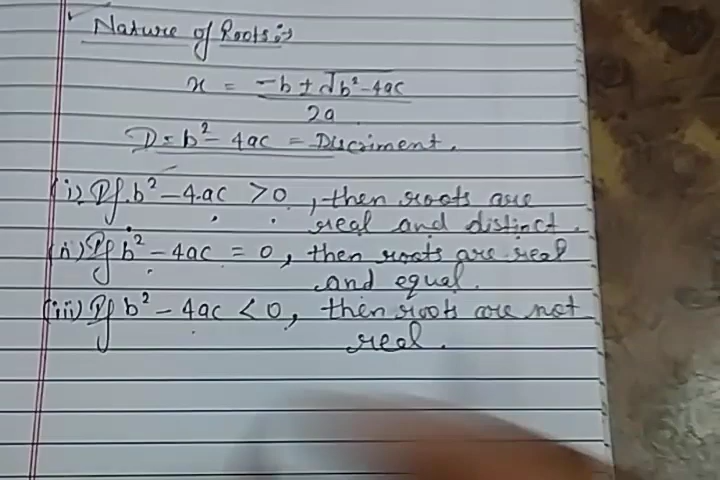 Nature of Roots:-
x = -b ± √b² - 4ac
2a
D = b² - 4ac = Discriment.
(i) If b² - 4ac > 0, then roots are
real and distinct.
(ii) If b² - 4ac = 0, then roots are real
and equal.
(iii) If b² - 4ac < 0, then roots are not
real.